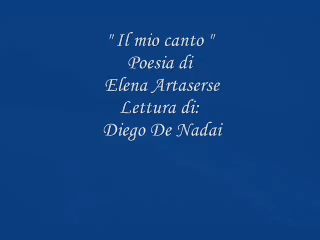 " Il mio canto "
Poesia di
Elena Artaserse
Lettura di:
Diego De Nadai